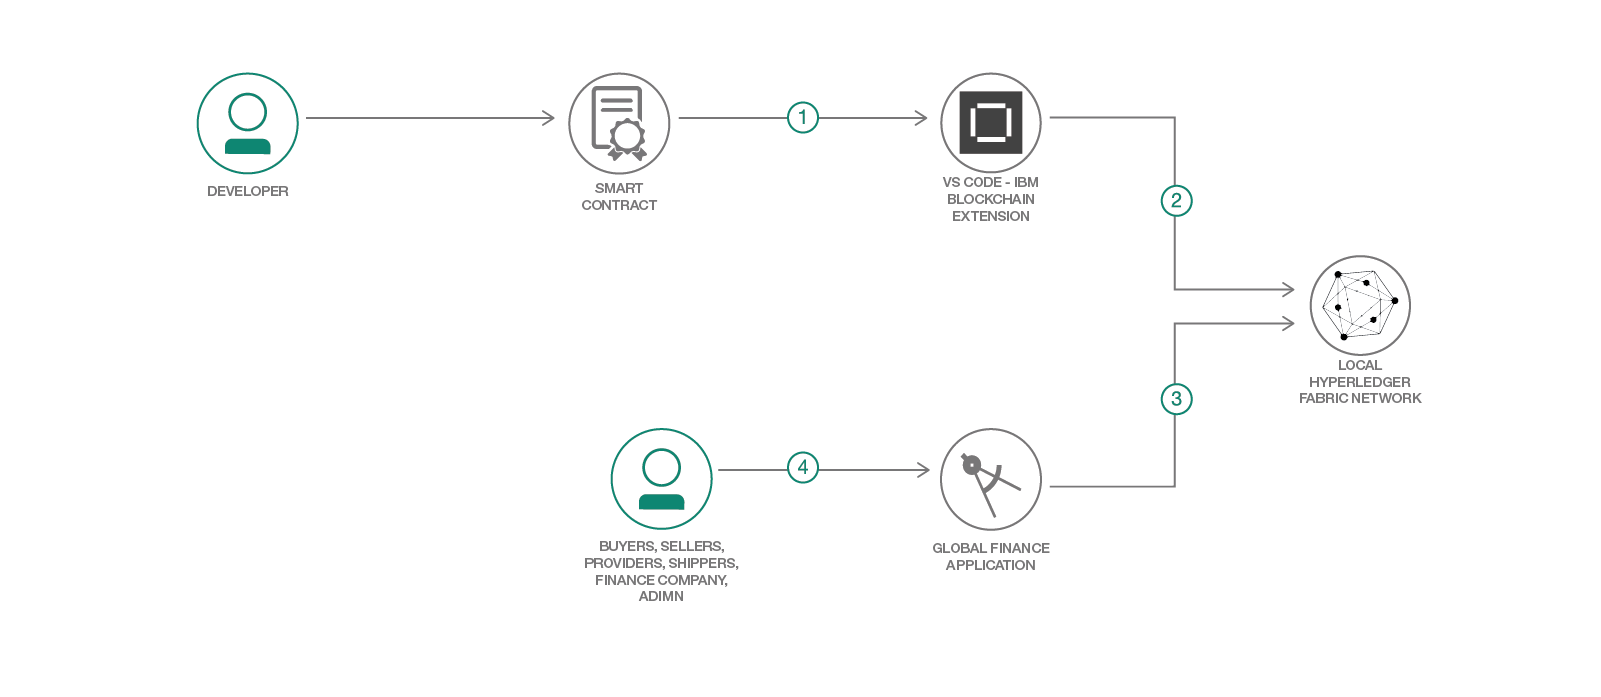 1
2
3
4
DEVELOPER
SMART
CONTRACT
VS CODE - IBM
BLOCKCHAIN
EXTENSION
LOCAL
HYPERLEDGER
FABRIC NETWORK
BUYERS, SELLERS,
PROVIDERS, SHIPPERS,
FINANCE COMPANY,
ADIMN
GLOBAL FINANCE
APPLICATION